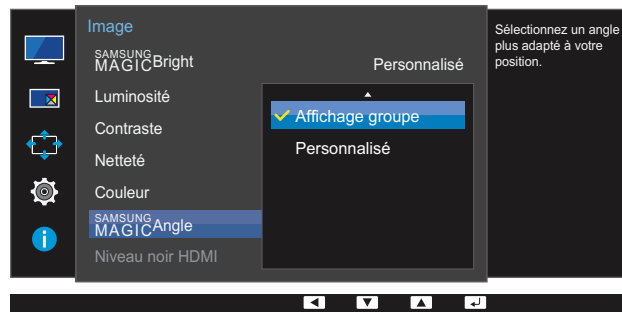 Image
SAMSUNG
MAGICBright
Personnalisé
Luminosité
Contraste
Netteté
Couleur
SAMSUNG
MAGICAngle
Niveau noir HDMI
Affichage groupe
Personnalisé
Sélectionnez un angle
plus adapté à votre
position.